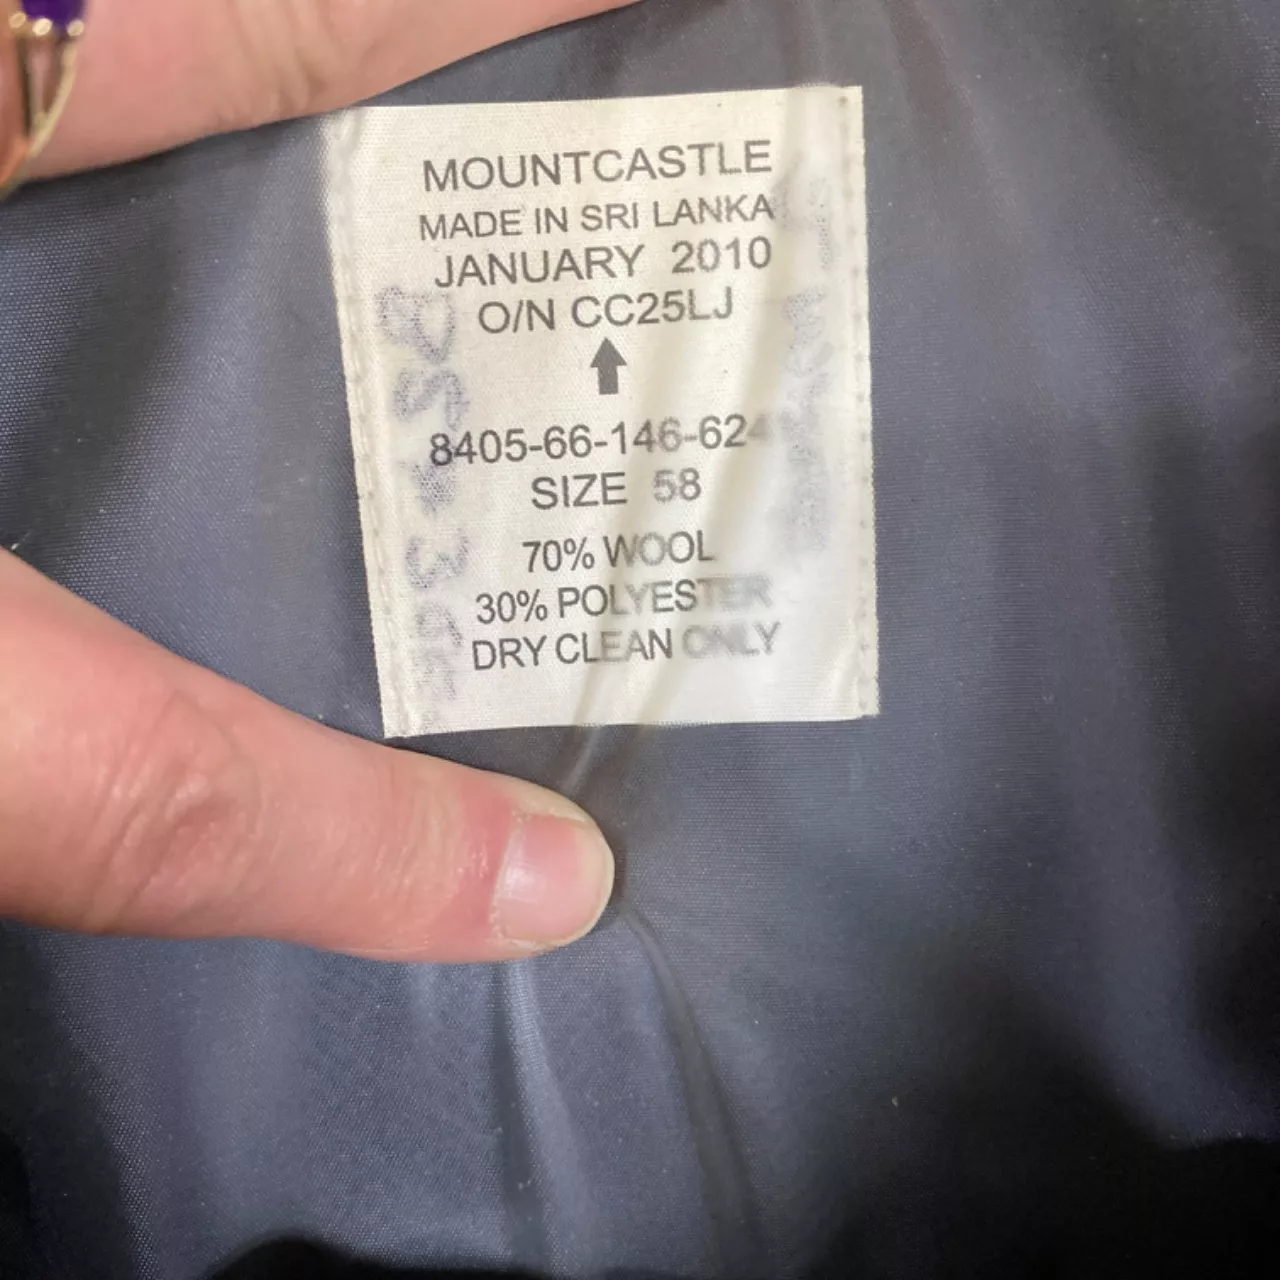 MOUNTCASTLE
MADE IN SRI LANKA
JANUARY 2010
O/N CC25LJ
8405-66-146-624
SIZE 58
70% WOOL
30% POLYESTER
DRY CLEAN ONLY